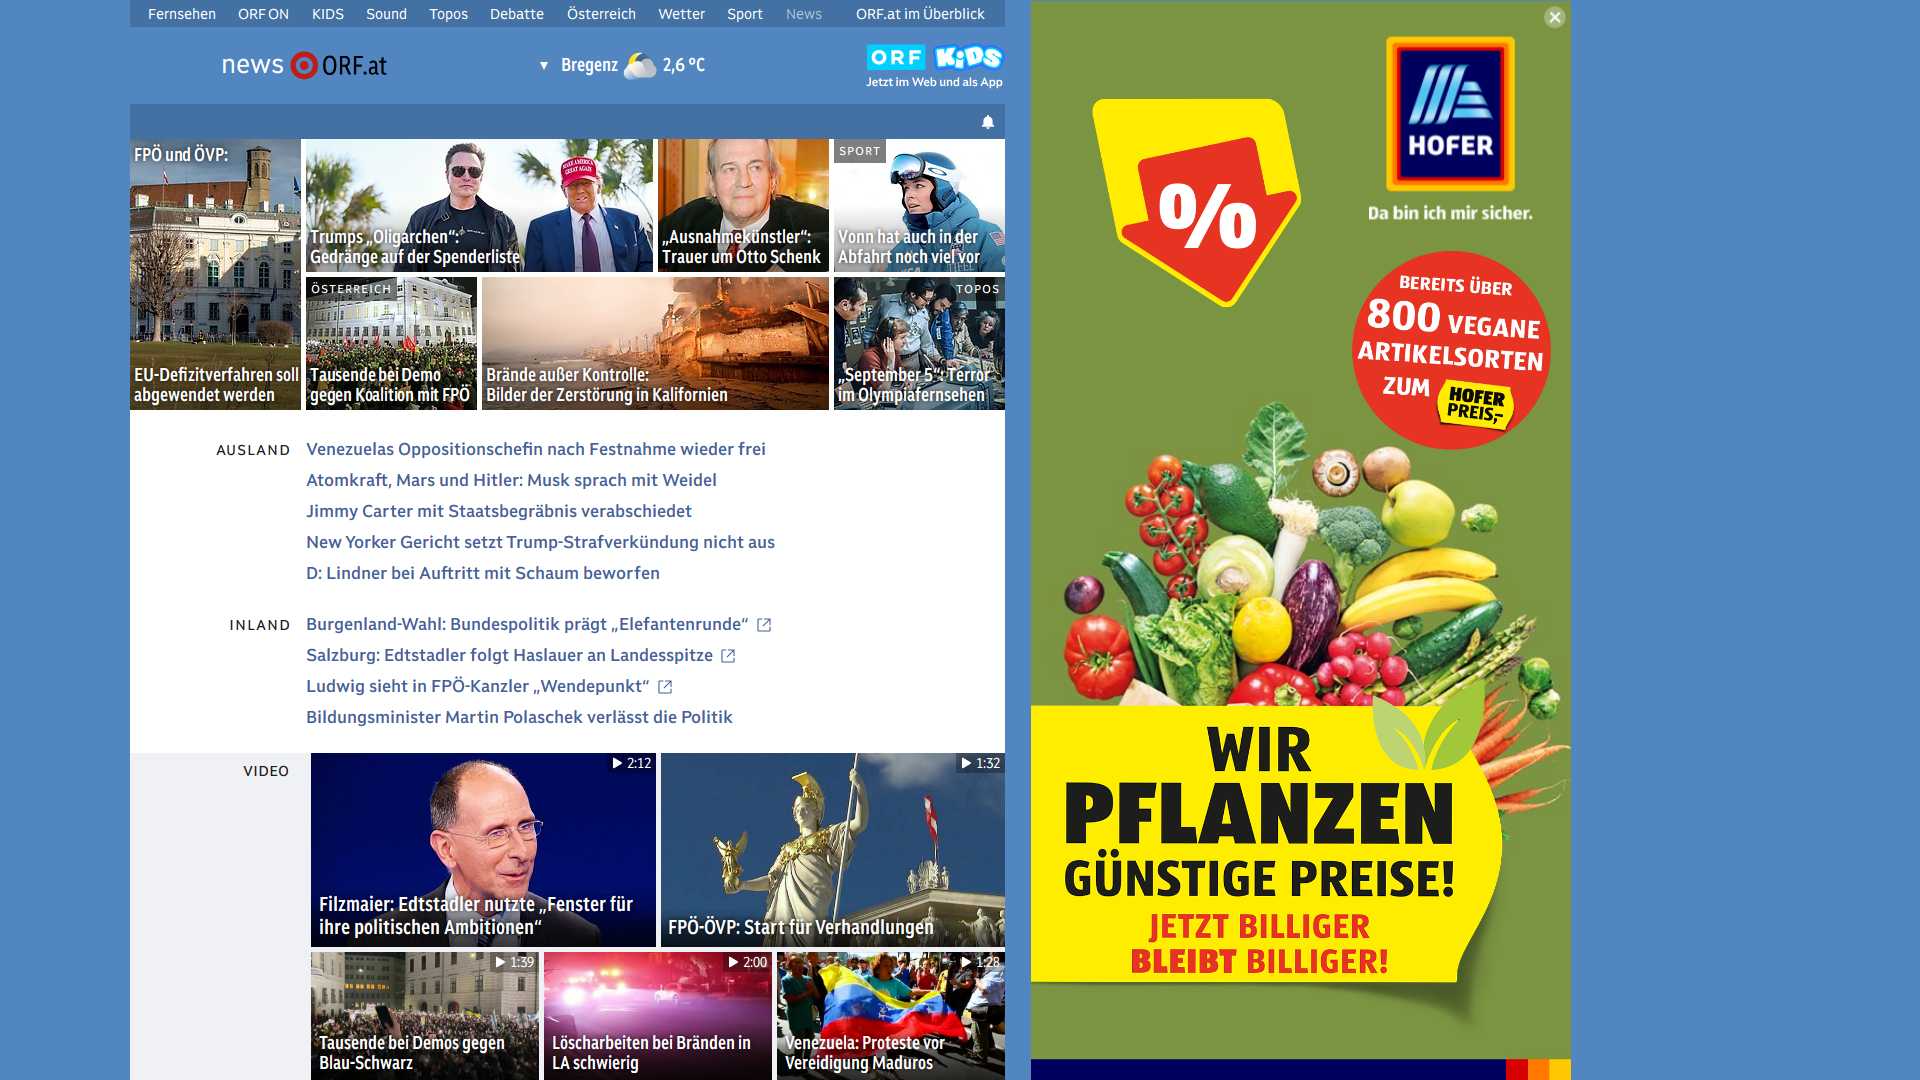 Fernsehen ORF ON KIDS Sound Topos Debatte Österreich Wetter Sport News ORF.at im Überblick
news ORF.at
▼ Bregenz 2,6 °C
ORF KiDS
Jetzt im Web und als App
FPÖ und ÖVP:
EU-Defizitverfahren soll
abgewendet werden
Trumps „Oligarchen“:
Gedränge auf der Spenderliste
„Ausnahmekünstler“:
Trauer um Otto Schenk
SPORT
Vonn hat auch in der
Abfahrt noch viel vor
ÖSTERREICH
Tausende bei Demo
gegen Koalition mit FPÖ
Brände außer Kontrolle:
Bilder der Zerstörung in Kalifornien
TOPOS
„September 5“: Terror
im Olympiafernsehen
AUSLAND
Venezuelas Oppositionschefin nach Festnahme wieder frei
Atomkraft, Mars und Hitler: Musk sprach mit Weidel
Jimmy Carter mit Staatsbegräbnis verabschiedet
New Yorker Gericht setzt Trump-Strafverkündung nicht aus
D: Lindner bei Auftritt mit Schaum beworfen
INLAND
Burgenland-Wahl: Bundespolitik prägt „Elefantenrunde“
Salzburg: Edtstadler folgt Haslauer an Landesspitze
Ludwig sieht in FPÖ-Kanzler „Wendepunkt“
Bildungsminister Martin Polaschek verlässt die Politik
VIDEO
2:12
Filzmaier: Edtstadler nutzte „Fenster für
ihre politischen Ambitionen“
1:32
FPÖ-ÖVP: Start für Verhandlungen
1:39
Tausende bei Demos gegen
Blau-Schwarz
2:00
Löscharbeiten bei Bränden in
LA schwierig
1:28
Venezuela: Proteste vor
Vereidigung Maduros
%
HOFER
Da bin ich mir sicher.
BEREITS ÜBER
800 VEGANE
ARTIKELSORTEN
ZUM HOFER
PREIS,-
WIR
PFLANZEN
GÜNSTIGE PREISE!
JETZT BILLIGER
BLEIBT BILLIGER!